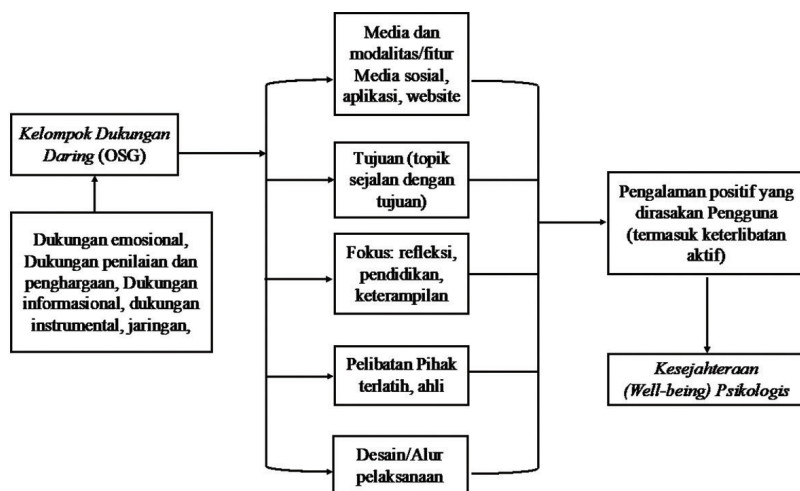 Kelompok Dukungan
Daring (OSG)
Dukungan emosional,
Dukungan penilaian dan
penghargaan, Dukungan
informasional, dukungan
instrumental, jaringan,
Media dan
modalitas/fitur
Media sosial,
aplikasi, website
Tujuan (topik
sejalan dengan
tujuan)
Fokus: refleksi,
pendidikan,
keterampilan
Pelibatan Pihak
terlatih, ahli
Desain/Alur
pelaksanaan
Pengalaman positif yang
dirasakan Pengguna
(termasuk keterlibatan
aktif)
Kesejahteraan
(Well-being) Psikologis